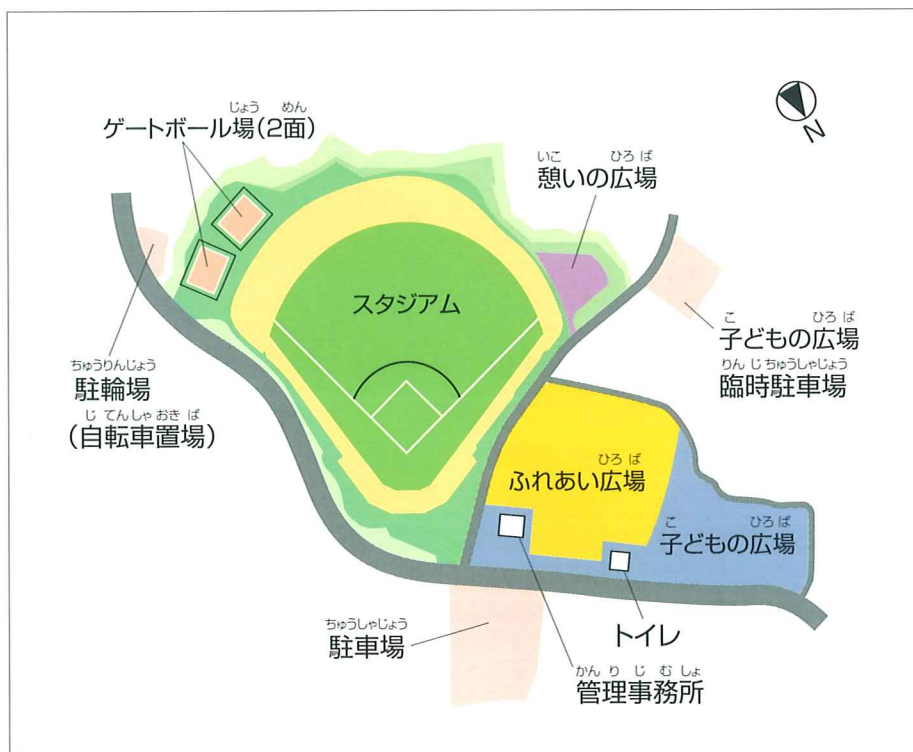 じょう めん
ゲートボール場(2面)
N
いこ ひろば
憩いの広場
スタジアム
こ ひろば
子どもの広場
りんじちゅうしゃじょう
臨時駐車場
ちゅうりんじょう
駐輪場
じてんしゃおきば
(自転車置場)
ひろば
ふれあい広場
こ ひろば
子どもの広場
ちゅうしゃじょう
駐車場
トイレ
かんりじむしょ
管理事務所